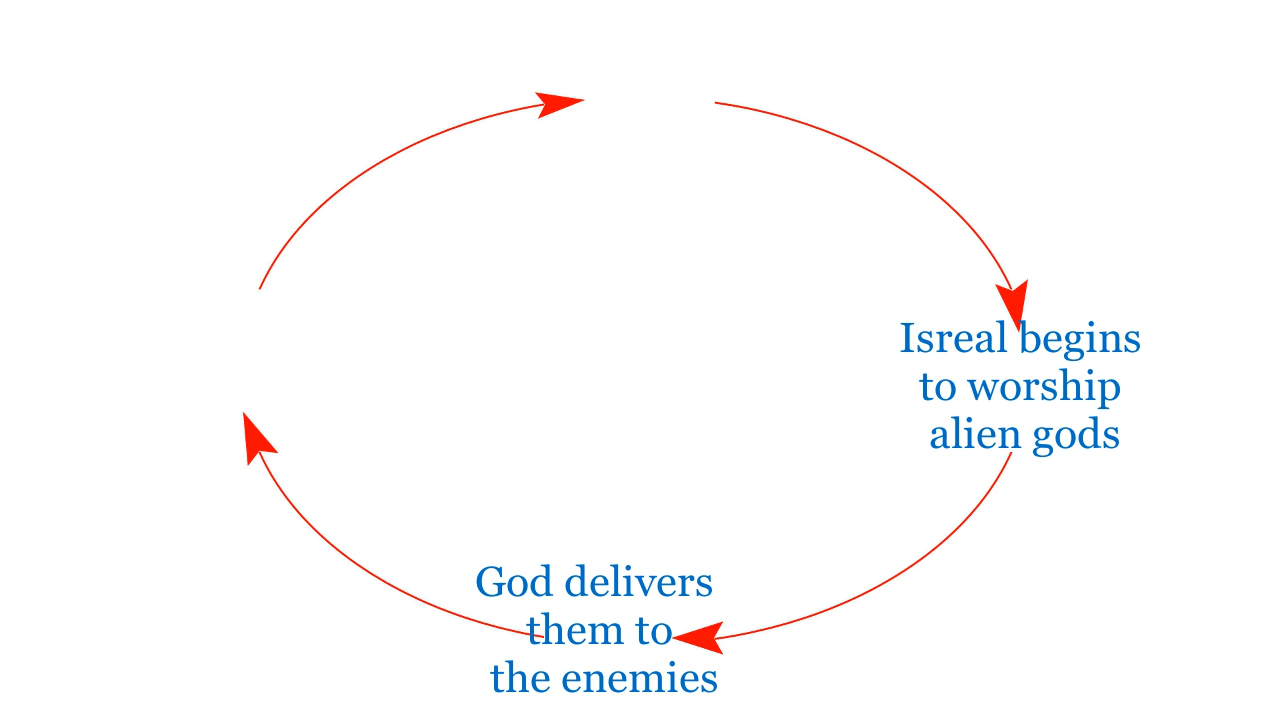 Isreal begins
to worship
alien gods
God delivers
them to
the enemies